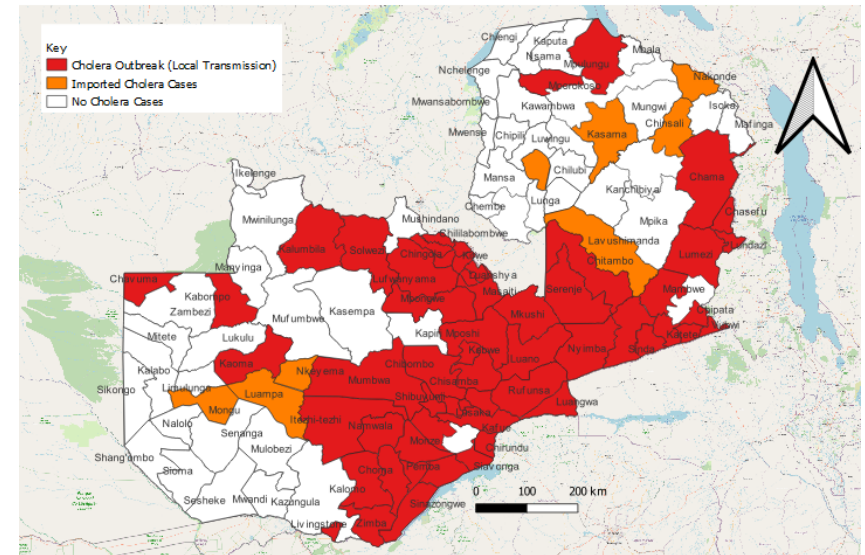 Key
Cholera Outbreak (Local Transmission)
Imported Cholera Cases
No Cholera Cases
Chiengi
Kaputa
Nsama
Mpulungu
Mbala
Nchelenge
Mporokoso
Nakonde
Mwansabombwe
Kawambwa
Mungwi
Isoka
Chinsali
Mafinga
Mwense
Chipili
Luwingu
Kasama
Mansa
Chilubi
Chama
Kanchibiya
Lunga
Chembe
Mpika
Chasefu
Ikelenge
Mwinilunga
Mushindano
Chililabombwe
Lavushimanda
Lundazi
Kalumbila
Solwezi
Chingola
Chitambo
Lumezi
Manyinga
Lufwanyama
Chavuma
Masaiti
Serenje
Mambwe
Kabompo
Mpongwe
Chipata
Zambezi
Mufumbwe
Kasempa
Mkushi
Mitete
Lukulu
Kapiri
Mposhi
Katete
Kabwe
Nyimba
Sinda
Kalabo
Kaoma
Nkeyema
Chibombo
Luano
Mumbwa
Chisamba
Sikongo
Limulunga
Luampa
Shibuyunji
Rufunsa
Luangwa
Mongu
Itezhi-tezhi
Lusaka
Nalolo
Senanga
Namwala
Monze
Kafue
Mulobezi
Chirundu
Shang'ombo
Sioma
Choma
Pemba
Siavonga
Sesheke
Mwandi
Kazungula
Kalomo
Sinazongwe
Livingstone
Zimba
0 100 200 km